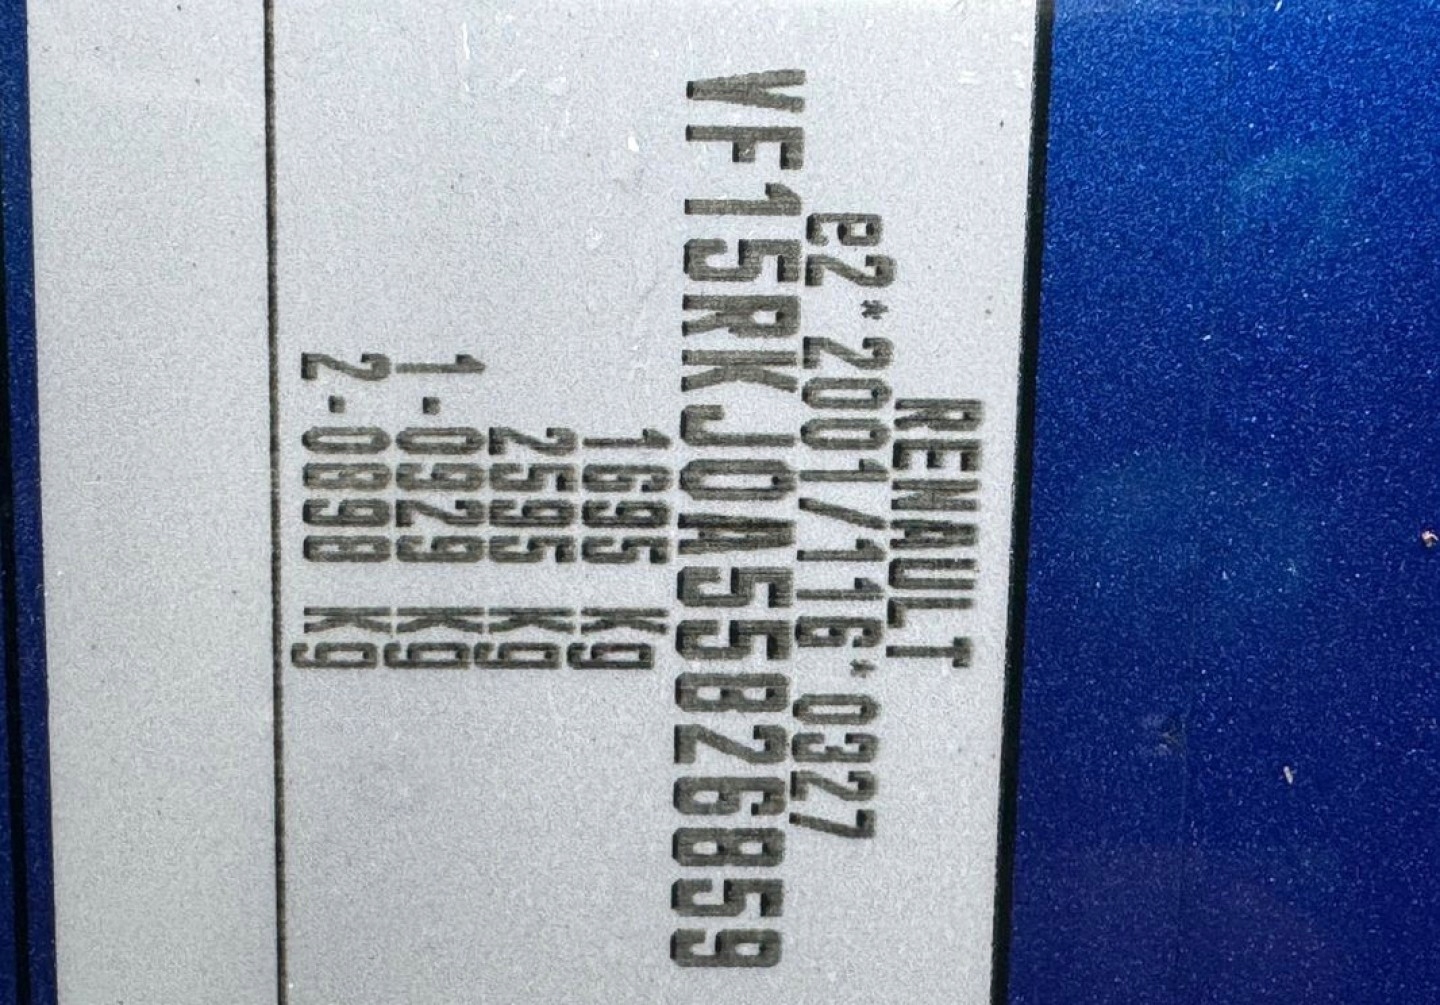 RENAULT
e2*2001/116*0327
VF15RKJ0A55826859
1695 Kg
2595 Kg
1-0929 Kg
2-0898 Kg